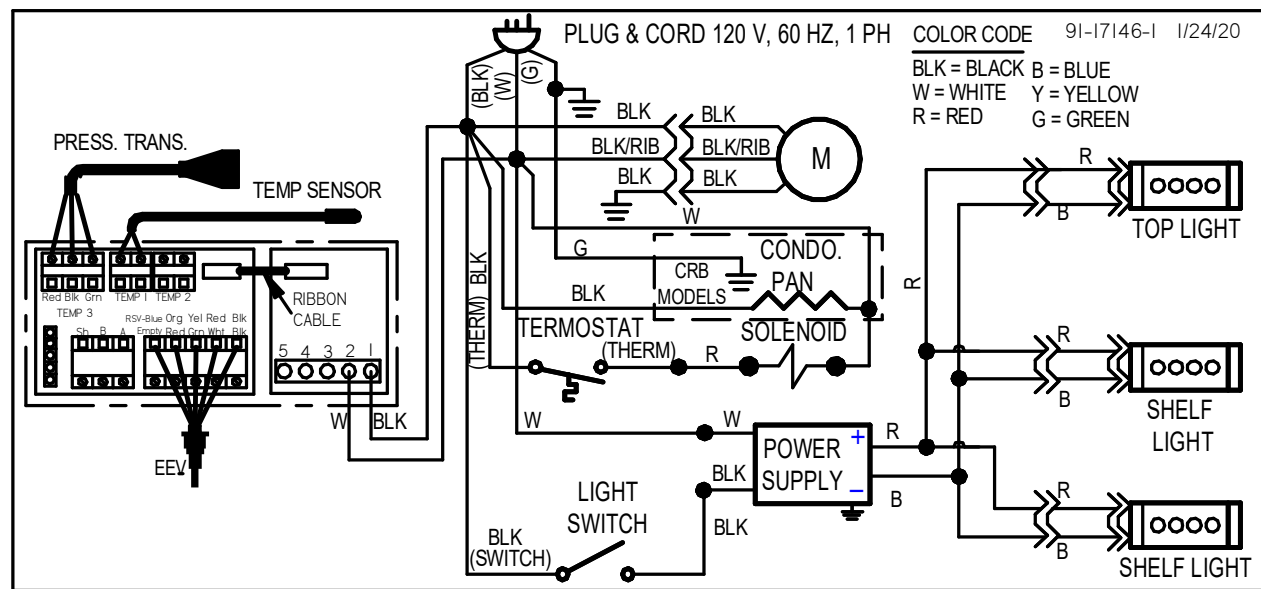 PLUG & CORD 120 V, 60 HZ, 1 PH
COLOR CODE
91-17146-1 1/24/20
BLK = BLACK
B = BLUE
W = WHITE
Y = YELLOW
R = RED
G = GREEN
(BLK)
(W)
(G)
PRESS. TRANS.
TEMP SENSOR
BLK
BLK
BLK/RIB
BLK/RIB
BLK
BLK
M
W
R
B
TOP LIGHT
Red Blk Grn
TEMP 1 TEMP 2
TEMP 3
RIBBON
CABLE
RSV-Blue Org Yel Red Blk
Sh B A
Empty Red Grn Wht Blk
5 4 3 2 1
W
BLK
EEV
G
CRB
MODELS
CONDO.
PAN
BLK
(THERM) BLK
TERMOSTAT
(THERM)
R
SOLENOID
R
R
B
SHELF
LIGHT
W
W
POWER
SUPPLY
+
–
R
B
BLK
BLK
LIGHT
SWITCH
BLK
(SWITCH)
R
B
SHELF LIGHT